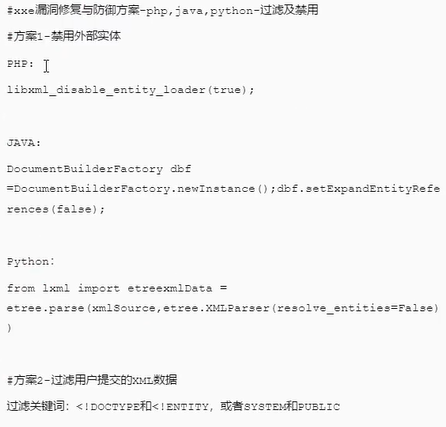 #xxe漏洞修复与防御方案-php,java,python-过滤及禁用
#方案1-禁用外部实体
PHP:
libxml_disable_entity_loader(true);
JAVA:
DocumentBuilderFactory dbf
=DocumentBuilderFactory.newInstance();dbf.setExpandEntityRefe
rences(false);
Python:
from lxml import etreexmlData =
etree.parse(xmlSource,etree.XMLParser(resolve_entities=False)
)
#方案2-过滤用户提交的XML数据
过滤关键词: <!DOCTYPE和<!ENTITY, 或者SYSTEM和PUBLIC